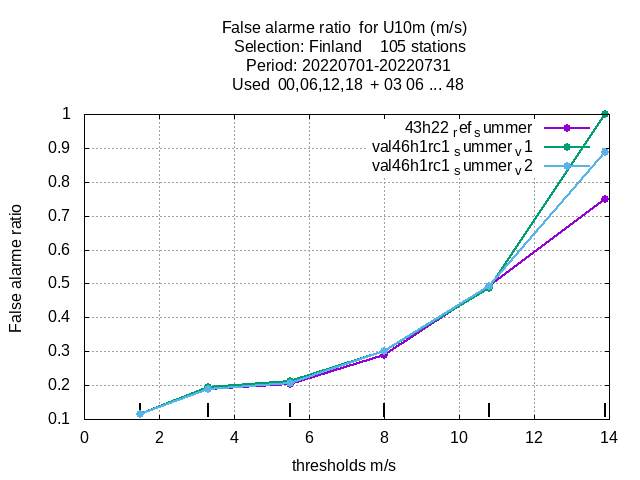 False alarme ratio for U10m (m/s)
Selection: Finland 105 stations
Period: 20220701-20220731
Used 00,06,12,18 + 03 06 ... 48
43h22 ref summer
val46h1rc1 summer v1
val46h1rc1 summer v2
False alarme ratio
1
0.9
0.8
0.7
0.6
0.5
0.4
0.3
0.2
0.1
0 2 4 6 8 10 12 14
thresholds m/s